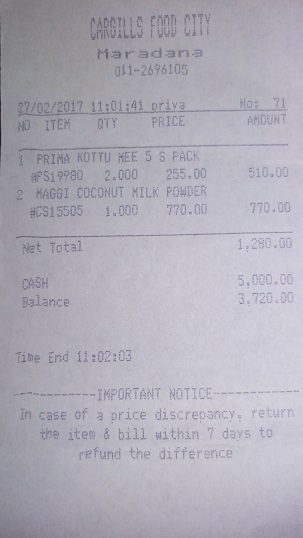 CARGILLS FOOD CITY
Maradana
011-2696105
27/02/2017 11:01:41 priya No: 71
NO ITEM QTY PRICE AMOUNT
1 PRIMA KOTTU MEE 5 S PACK
#PS19980 2.000 255.00 510.00
2 MAGGI COCONUT MILK POWDER
#CS15505 1.000 770.00 770.00
Net Total 1,280.00
CASH 5,000.00
Balance 3,720.00
Time End 11:02:03
------------IMPORTANT NOTICE------------
In case of a price discrepancy, return
the item & bill within 7 days to
refund the difference